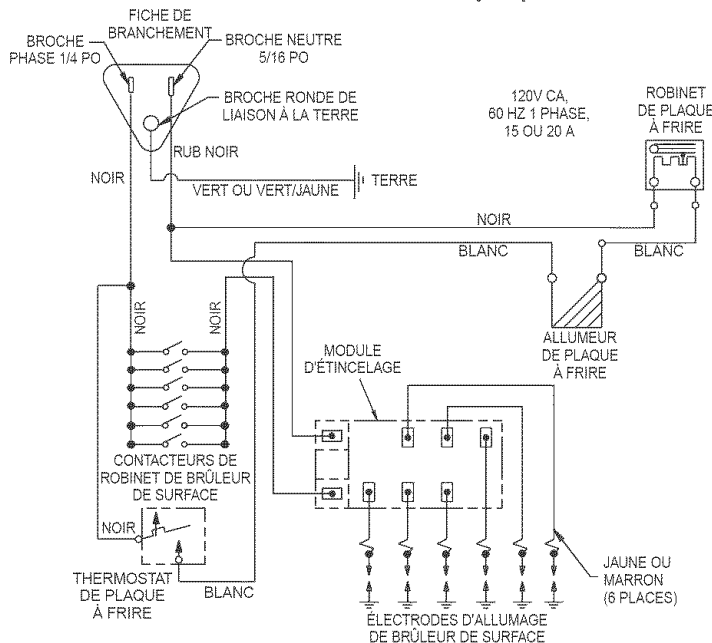 FICHE DE
BRANCHEMENT
BROCHE
PHASE 1/4 PO
BROCHE NEUTRE
5/16 PO
BROCHE RONDE DE
LIAISON À LA TERRE
120V CA,
60 HZ 1 PHASE,
15 OU 20 A
ROBINET
DE PLAQUE
À FRIRE
RUB NOIR
NOIR
VERT OU VERT/JAUNE
TERRE
NOIR
BLANC
BLANC
NOIR
NOIR
ALLUMEUR
DE PLAQUE
À FRIRE
MODULE
D'ÉTINCELAGE
CONTACTEURS DE
ROBINET DE BRÛLEUR
DE SURFACE
NOIR
THERMOSTAT
DE PLAQUE
À FRIRE
BLANC
JAUNE OU
MARRON
(6 PLACES)
ÉLECTRODES D'ALLUMAGE
DE BRÛLEUR DE SURFACE